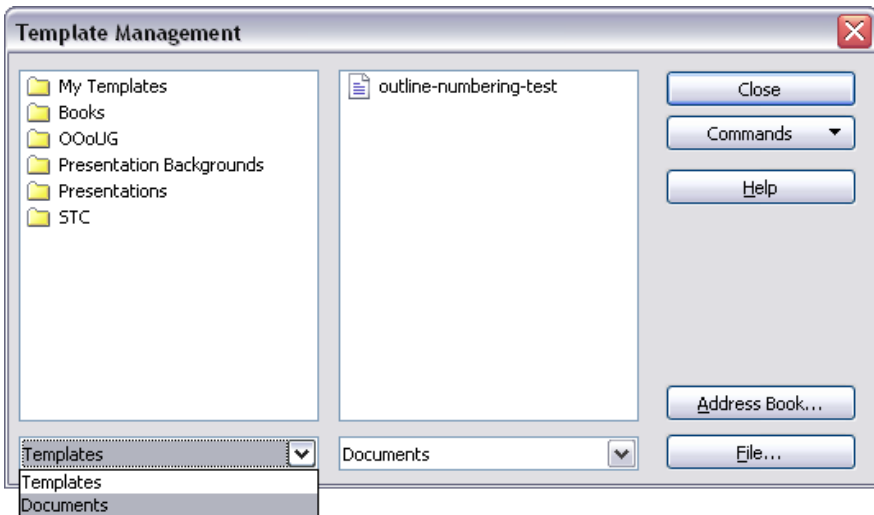 Template Management
My Templates
Books
OOoUG
Presentation Backgrounds
Presentations
STC
outline-numbering-test
Close
Commands
Help
Address Book...
File...
Templates
Documents
Templates
Documents